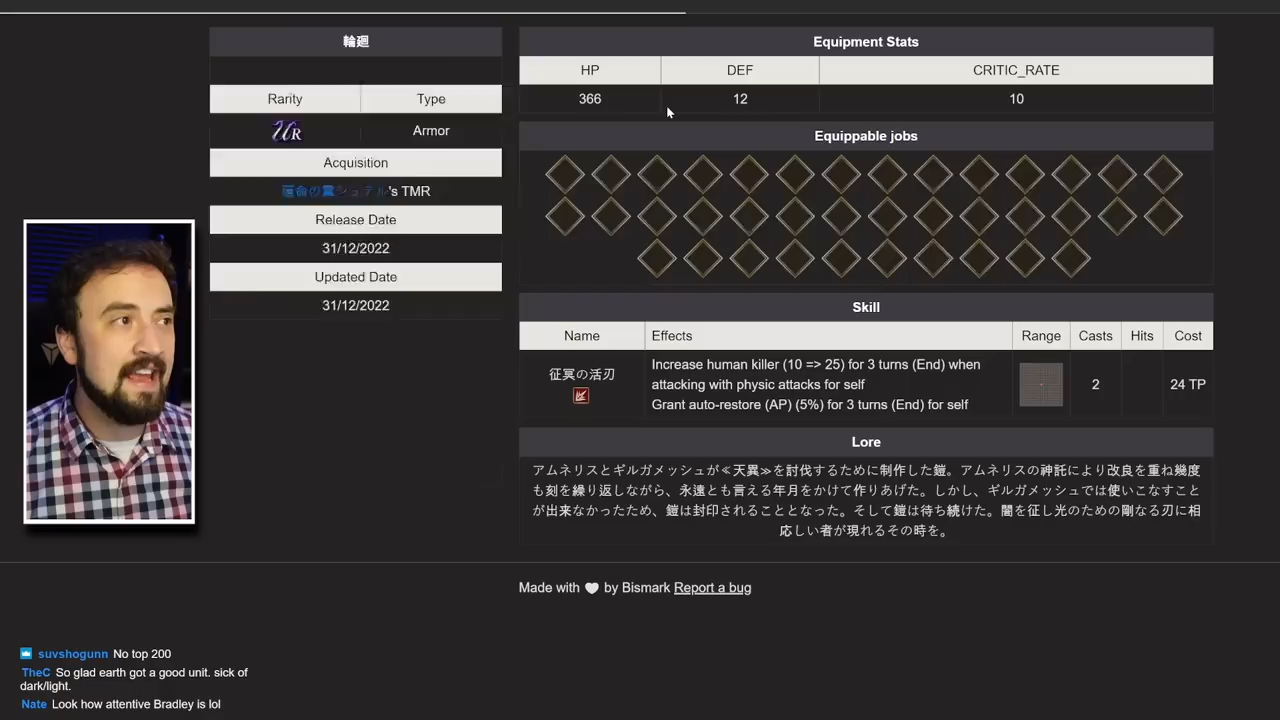 輪廻
Rarity Type
UR Armor
Acquisition
運命の賽シュテル's TMR
Release Date
31/12/2022
Updated Date
31/12/2022
Equipment Stats
HP DEF CRITIC_RATE
366 12 10
Equippable jobs
Skill
Name Effects Range Casts Hits Cost
征冥の活刃
Increase human killer (10 => 25) for 3 turns (End) when
attacking with physic attacks for self
Grant auto-restore (AP) (5%) for 3 turns (End) for self
2 24 TP
Lore
アムネリスとギルガメッシュが≪天異≫を討伐するために制作した鎧。アムネリスの神託により改良を重ね幾度
も刻を繰り返しながら、永遠とも言える年月をかけて作りあげた。しかし、ギルガメッシュでは使いこなすこと
が出来なかったため、鎧は封印されることとなった。そして鎧は待ち続けた。闇を征し光のための剛なる刃に相
応しい者が現れるその時を。
Made with by Bismark Report a bug
suvshogunn No top 200
TheC So glad earth got a good unit. sick of
dark/light.
Nate Look how attentive Bradley is lol